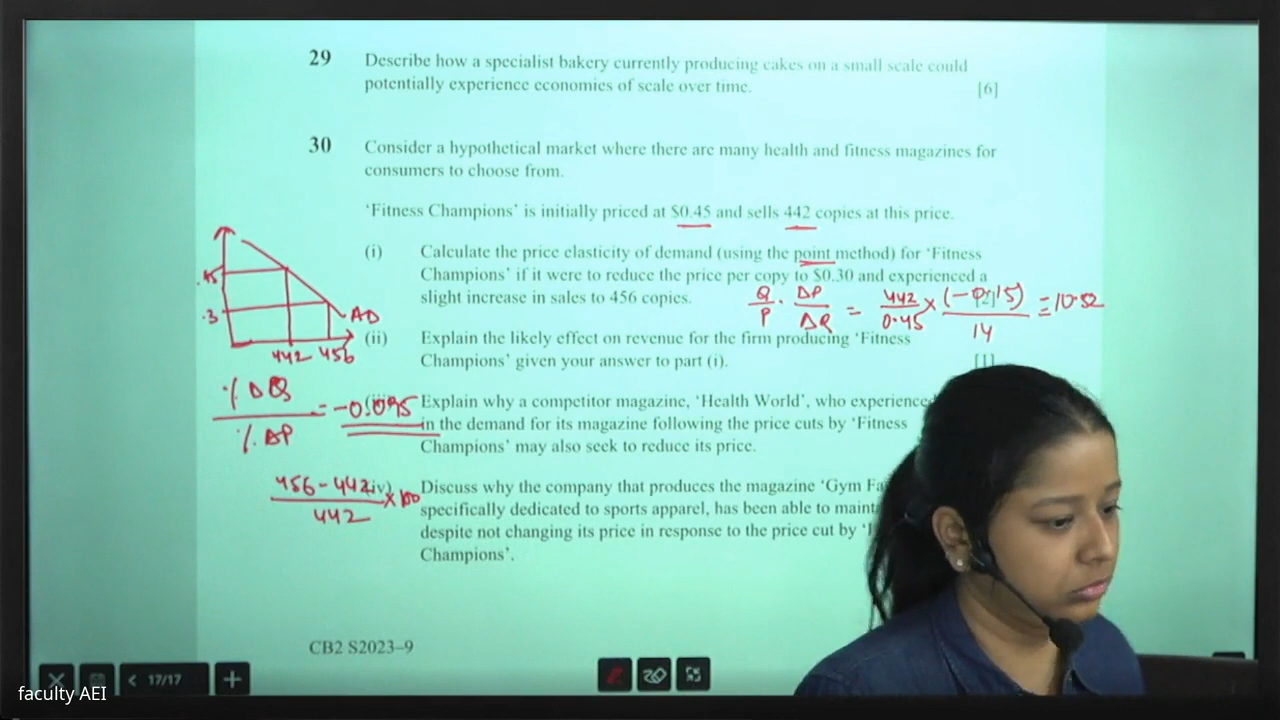 29 Describe how a specialist bakery currently producing cakes on a small scale could
potentially experience economies of scale over time. [6]
30 Consider a hypothetical market where there are many health and fitness magazines for
consumers to choose from.
'Fitness Champions' is initially priced at $0.45 and sells 442 copies at this price.
(i) Calculate the price elasticity of demand (using the point method) for 'Fitness
Champions' if it were to reduce the price per copy to $0.30 and experienced a
slight increase in sales to 456 copies.
Q/P . ΔP/ΔQ = 442/0.45 × (-0.15)/14 = 10.52
.45
.3
AD
442 456
(ii) Explain the likely effect on revenue for the firm producing 'Fitness
Champions' given your answer to part (i). [1]
% ΔQ / % ΔP = -0.095
Explain why a competitor magazine, 'Health World', who experienced
in the demand for its magazine following the price cuts by 'Fitness
Champions' may also seek to reduce its price.
456 - 442 / 442 × 100
iv) Discuss why the company that produces the magazine 'Gym
specifically dedicated to sports apparel, has been able to
despite not changing its price in response to the price cut by
Champions'.
CB2 S2023–9
17/17
faculty AEI